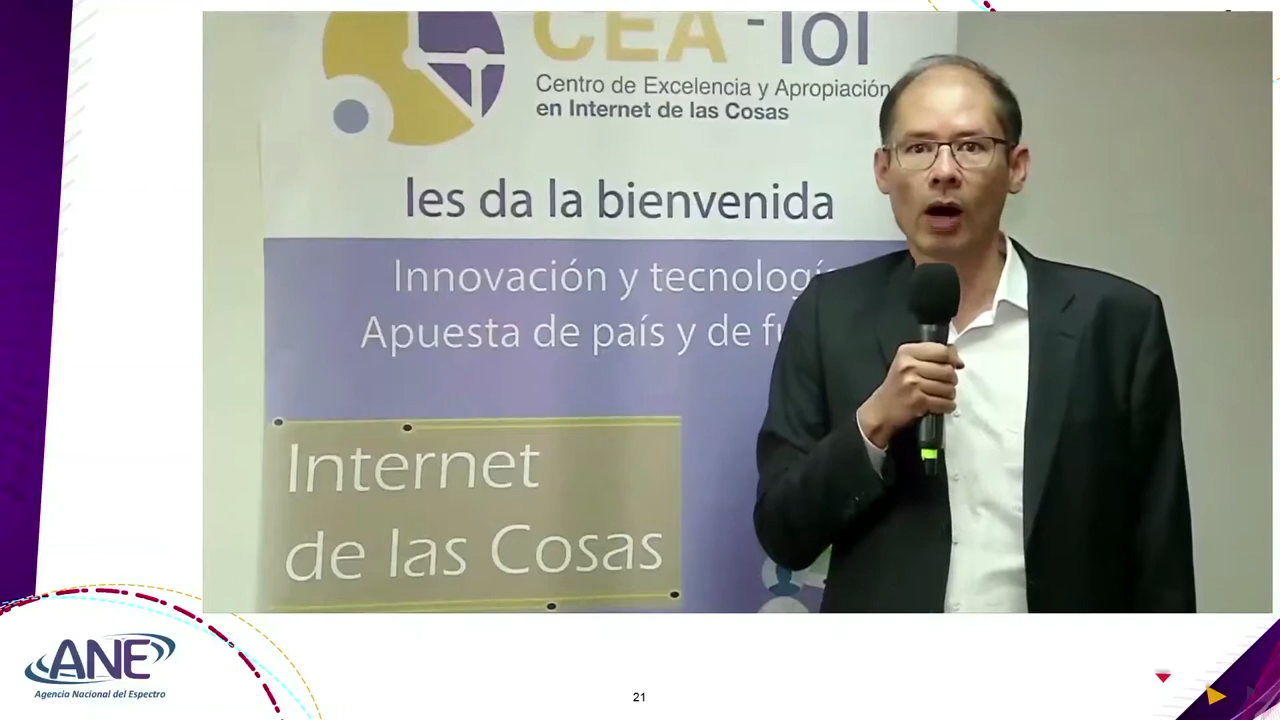 CEA-IoT
Centro de Excelencia y Apropiación
en Internet de las Cosas
les da la bienvenida
Innovación y tecnología
Apuesta de país y de
Internet
de las Cosas
ANE
Agencia Nacional del Espectro
21